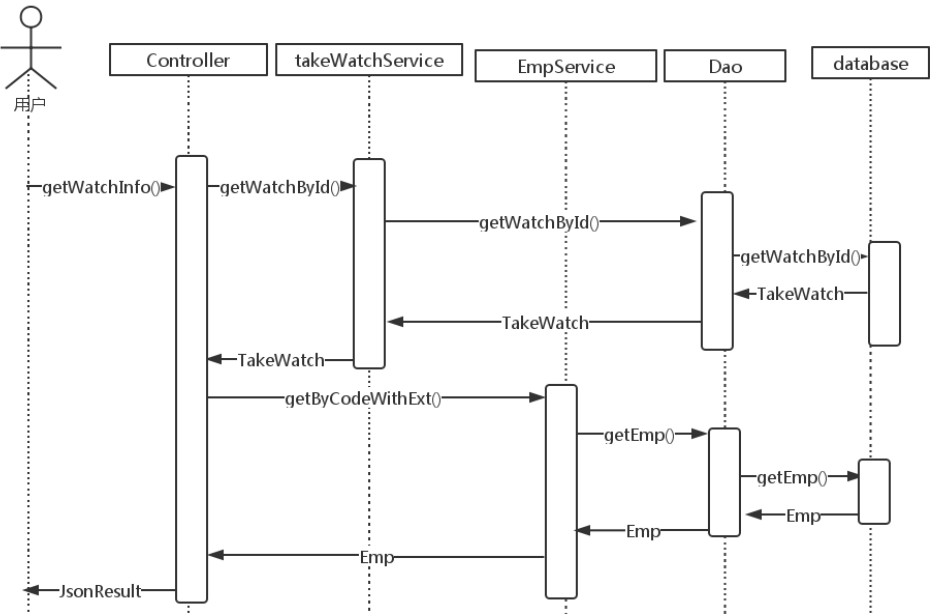 Controller
takeWatchService
EmpService
Dao
database
用户
getWatchInfo()
getWatchById()
getWatchById()
getWatchById()
TakeWatch
TakeWatch
TakeWatch
getByCodeWithExt()
getEmp()
getEmp()
Emp
Emp
Emp
JsonResult